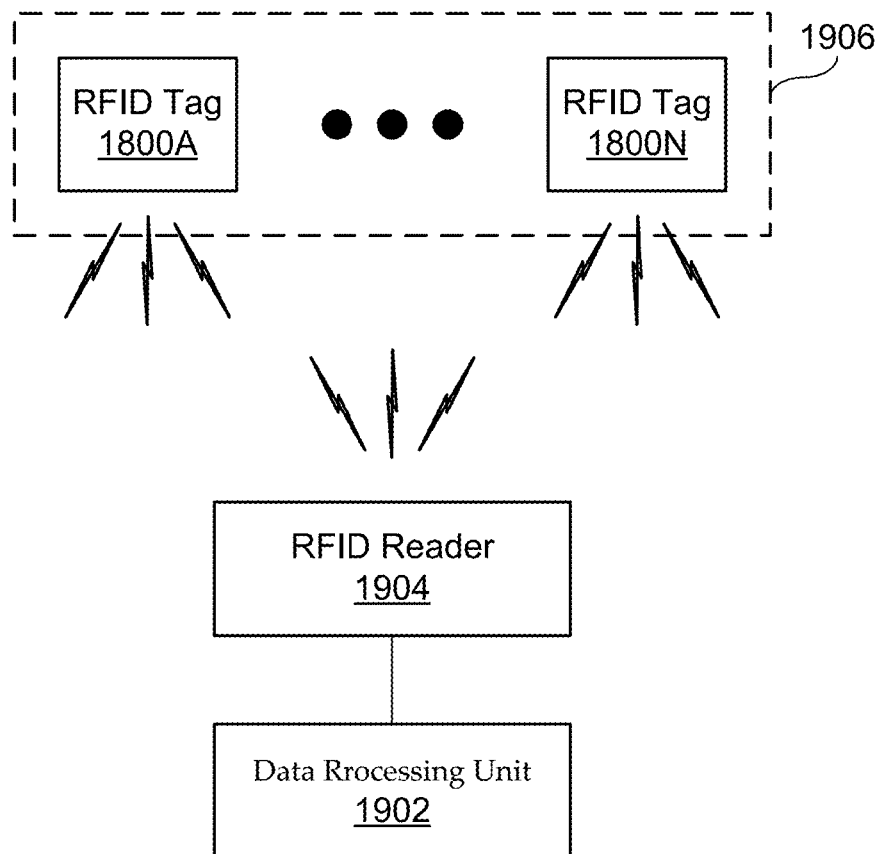 1906
RFID Tag
1800A
RFID Tag
1800N
RFID Reader
1904
Data Rrocessing Unit
1902